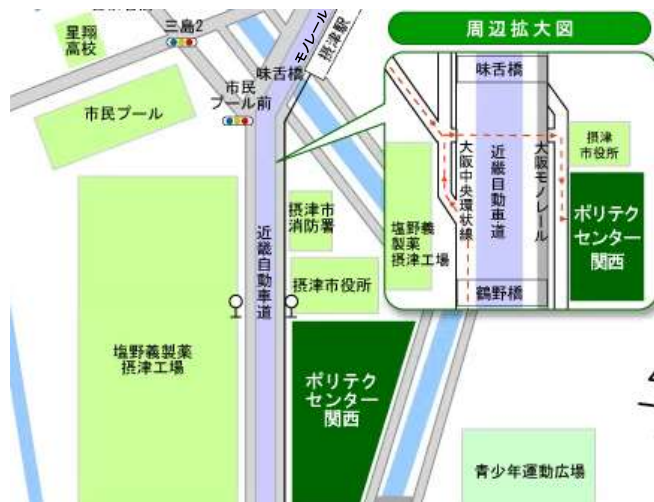 星翔
高校
三島2
モノレール
摂津駅
味舌橋
市民
プール前
市民プール
近畿自動車道
摂津市
消防署
摂津市役所
塩野義製薬
摂津工場
ポリテク
センター
関西
青少年運動広場
周辺拡大図
味舌橋
大阪中央環状線
近畿自動車道
大阪モノレール
摂津
市役所
塩野義
製薬
摂津工場
ポリテク
センター
関西
鶴野橋